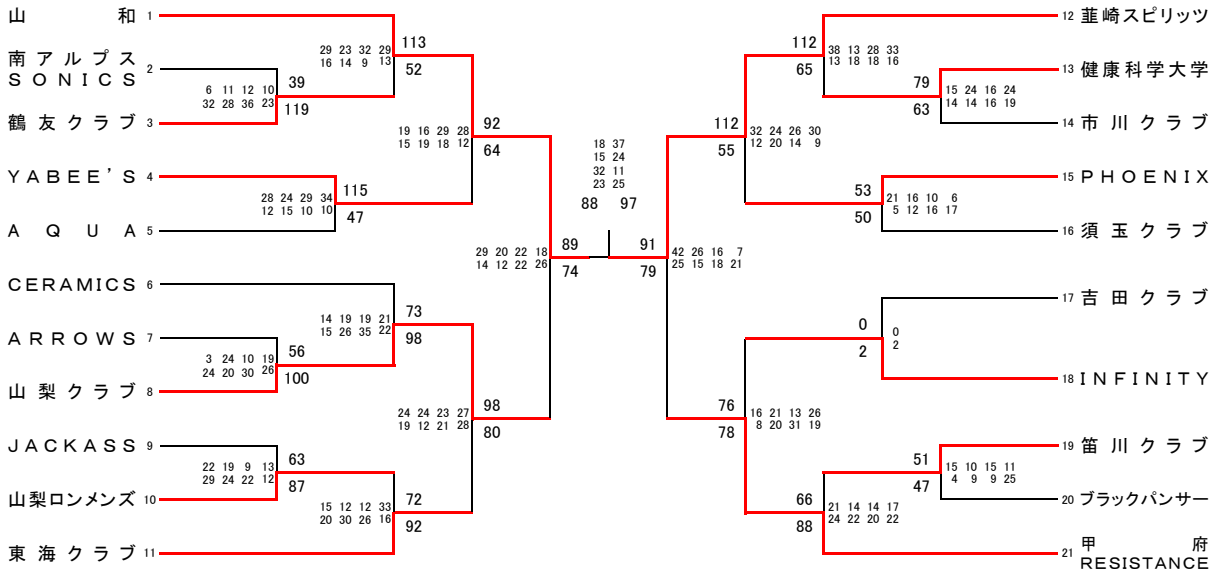 山 和 1
南アルプス
SONICS 2
鶴友クラブ 3
YABEE'S 4
AQUA 5
CERAMICS 6
ARROWS 7
山梨クラブ 8
JACKASS 9
山梨ロンメンズ 10
東海クラブ 11
29 23 32 29
16 14 9 13
113
52
6 11 12 10
32 28 36 23
39
119
19 16 29 28
15 19 18 12
92
64
28 24 29 34
12 15 10 10
115
47
29 20 22 18
14 12 22 26
89
74
14 19 19 21
15 26 35 22
73
98
3 24 10 19
24 20 30 26
56
100
24 24 23 27
19 12 21 28
98
80
22 19 9 13
29 24 22 12
63
87
15 12 12 33
20 30 26 16
72
92
18 37
15 24
32 11
23 25
88 97
12 韮崎スピリッツ
13 健康科学大学
14 市川クラブ
15 PHOENIX
16 須玉クラブ
17 吉田クラブ
18 INFINITY
19 笛川クラブ
20 ブラックパンサー
21 甲 府
RESISTANCE
112
65
38 13 28 33
13 18 18 16
79
63
15 24 16 24
14 14 16 19
112
55
32 24 26 30
12 20 14 9
53
50
21 16 10 6
5 12 16 17
91
79
42 26 16 7
25 15 18 21
0
2
0
2
76
78
16 21 13 26
8 20 31 19
51
47
15 10 15 11
4 9 9 25
66
88
21 14 14 17
24 22 20 22